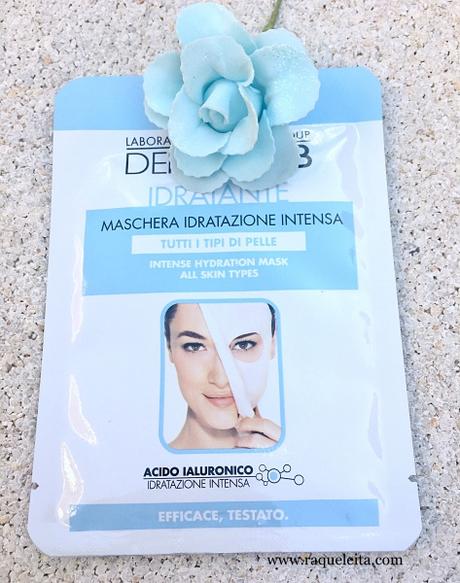 IDRATANTE
MASCHERA IDRATAZIONE INTENSA
TUTTI I TIPI DI PELLE
INTENSE HYDRATION MASK
ALL SKIN TYPES
ACIDO IALURONICO
IDRATAZIONE INTENSA
EFFICACE, TESTATO.
www.raqueleita.com